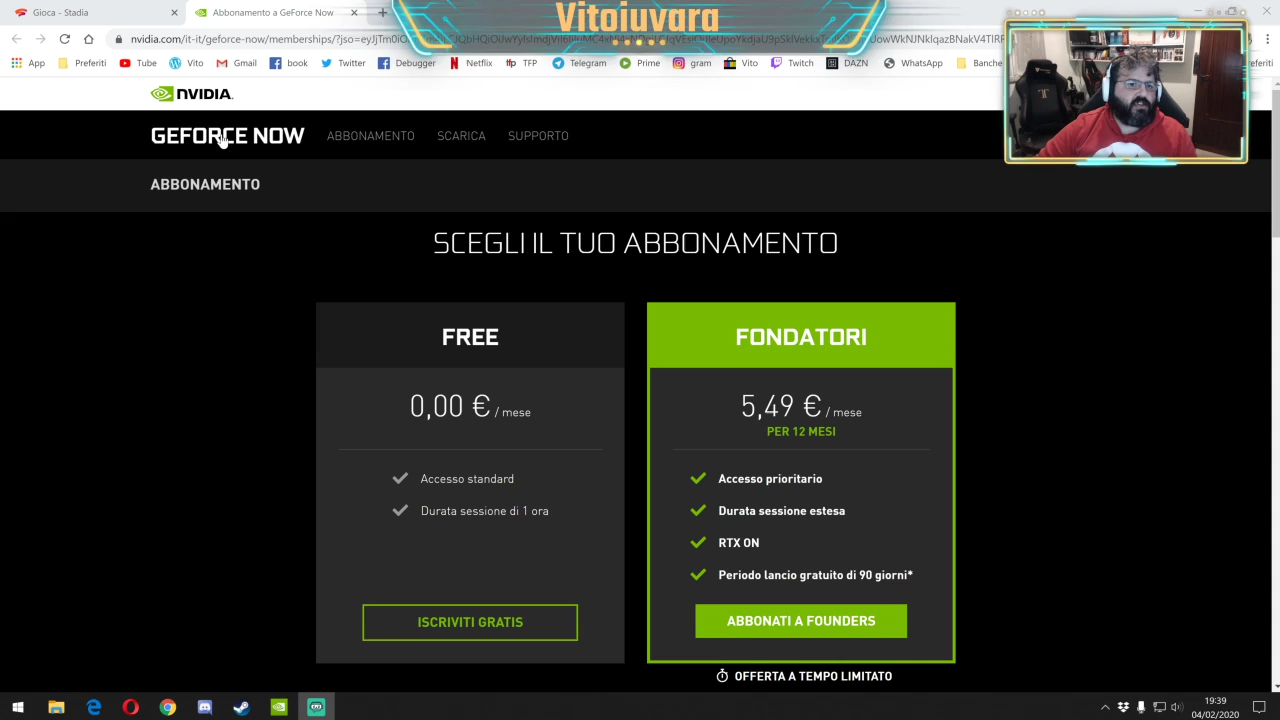 Gioca - Stadia
Abbonamento a GeForce Now
Vitoiuvara
App Preferiti Tube Vito Gmail book Twitter Debugger Netflix TFP Telegram Prime gram Vito Twitch DAZN WhatsApp Banche
NVIDIA.
GEFORCE NOW ABBONAMENTO SCARICA SUPPORTO
ABBONAMENTO
SCEGLI IL TUO ABBONAMENTO
FREE
0,00 € / mese
Accesso standard
Durata sessione di 1 ora
ISCRIVITI GRATIS
FONDATORI
5,49 € / mese
PER 12 MESI
Accesso prioritario
Durata sessione estesa
RTX ON
Periodo lancio gratuito di 90 giorni*
ABBONATI A FOUNDERS
OFFERTA A TEMPO LIMITATO
19:39
04/02/2020